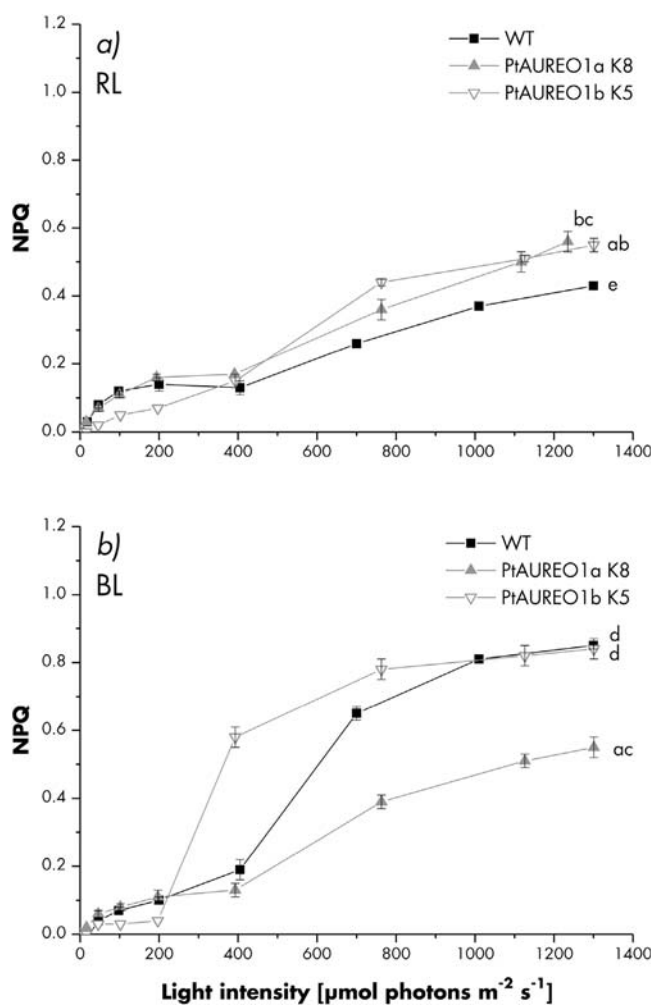 a)
RL
WT
PtAUREO1a K8
PtAUREO1b K5
NPQ
1.2
1.0
0.8
0.6
0.4
0.2
0.0
bc
ab
e
0 200 400 600 800 1000 1200 1400
b)
BL
WT
PtAUREO1a K8
PtAUREO1b K5
NPQ
1.2
1.0
0.8
0.6
0.4
0.2
0.0
d
d
ac
0 200 400 600 800 1000 1200 1400
Light intensity [µmol photons m⁻² s⁻¹]